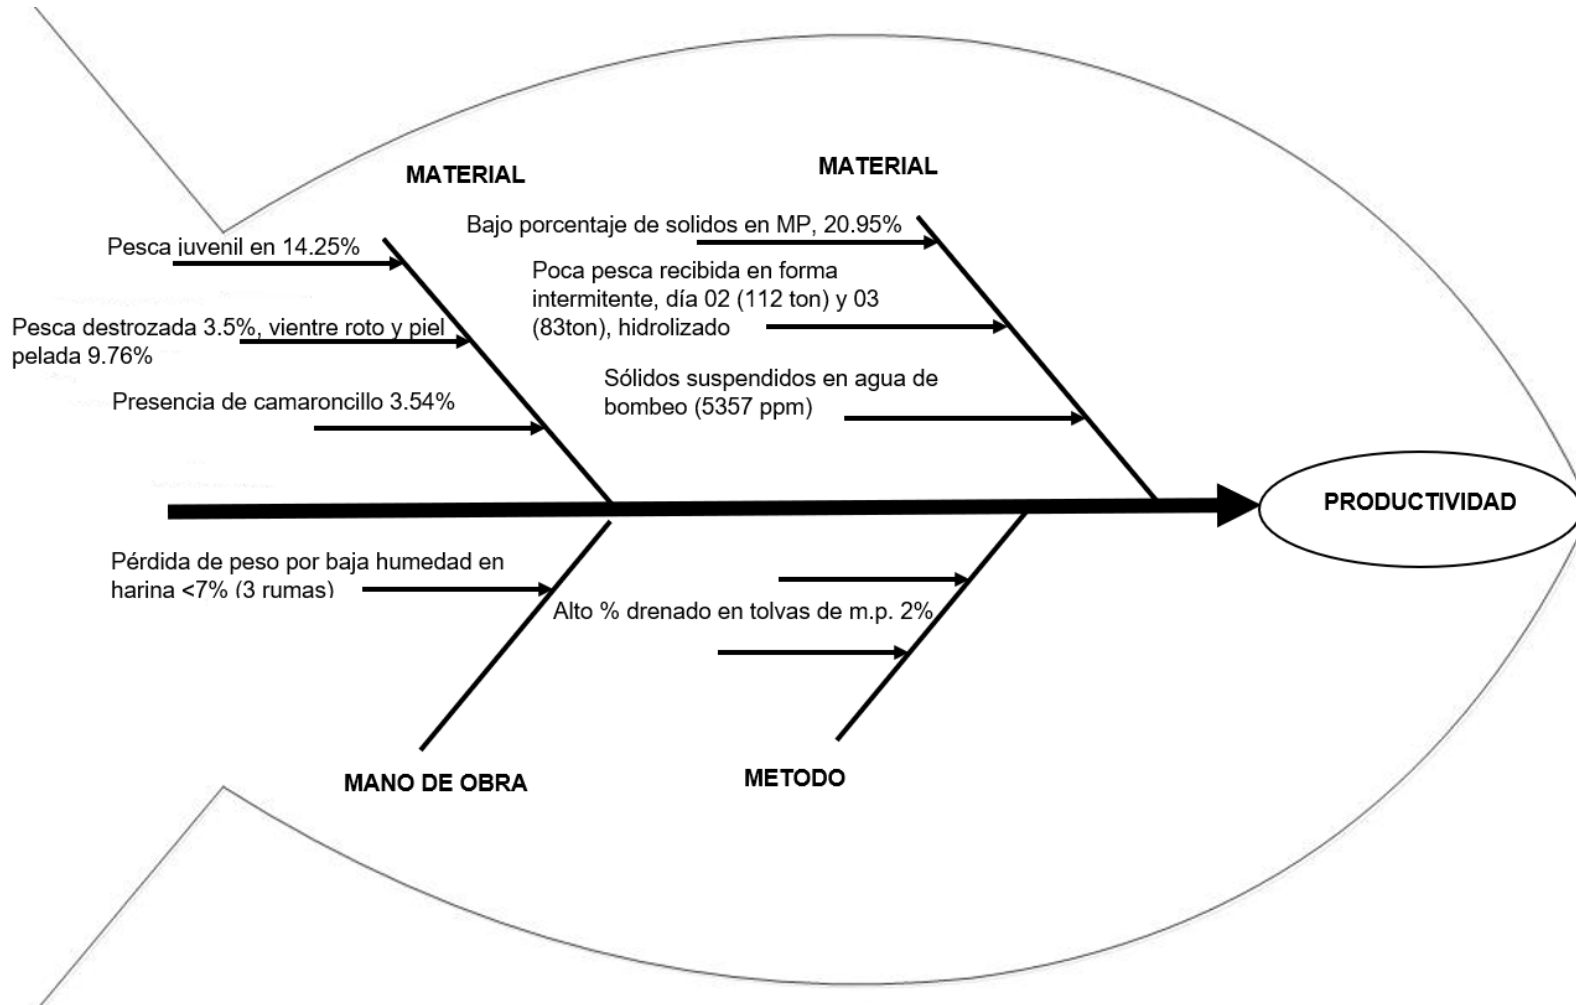 MATERIAL
MATERIAL
Pesca juvenil en 14.25%
Pesca destrozada 3.5%, vientre roto y piel
pelada 9.76%
Presencia de camaroncillo 3.54%
Bajo porcentaje de solidos en MP, 20.95%
Poca pesca recibida en forma
intermitente, día 02 (112 ton) y 03
(83ton), hidrolizado
Sólidos suspendidos en agua de
bombeo (5357 ppm)
PRODUCTIVIDAD
Pérdida de peso por baja humedad en
harina <7% (3 rumas)
Alto % drenado en tolvas de m.p. 2%
MANO DE OBRA
METODO